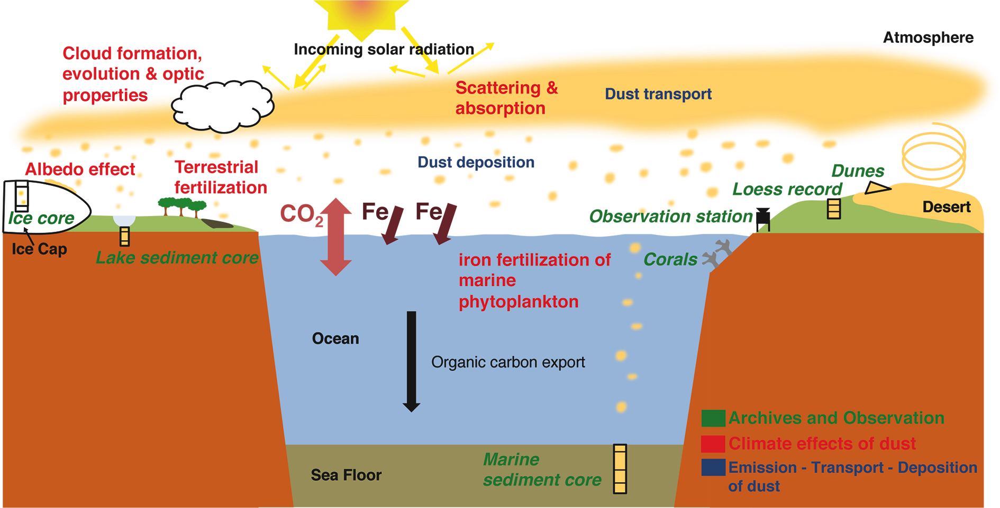 Atmosphere
Incoming solar radiation
Cloud formation,
evolution & optic
properties
Scattering &
absorption
Dust transport
Dust deposition
Albedo effect
Terrestrial
fertilization
Dunes
Loess record
Desert
Observation station
CO2
Fe
Fe
Ice core
Ice Cap
Lake sediment core
iron fertilization of
marine
phytoplankton
Corals
Ocean
Organic carbon export
Sea Floor
Marine
sediment core
Archives and Observation
Climate effects of dust
Emission - Transport - Deposition
of dust